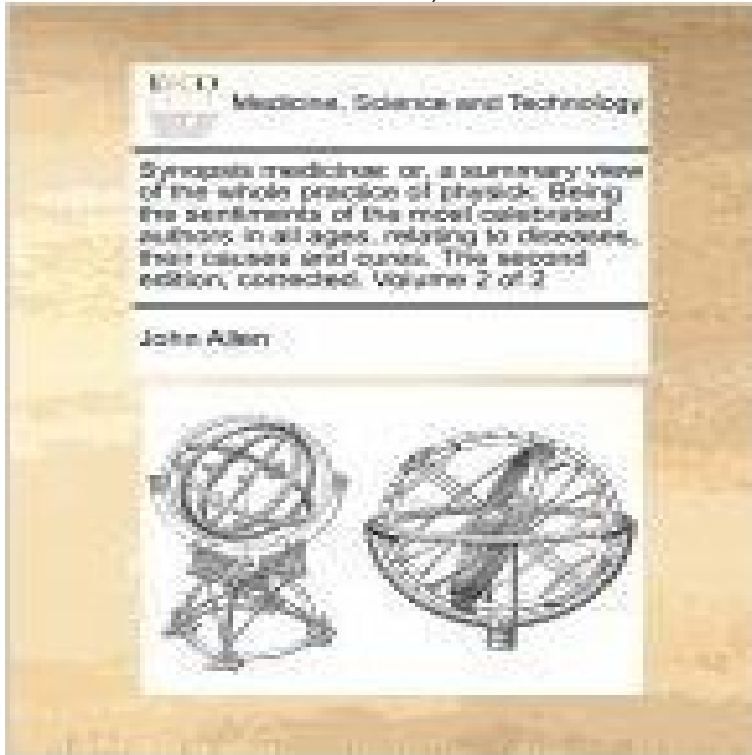 ECCO
Medicine, Science and Technology
Synopsis medicinae: or, a summary view
of the whole practice of physick. Being
the sentiments of the most celebrated
authors in all ages, relating to diseases,
their causes and cures. The second
edition, corrected. Volume 2 of 2
John Allen